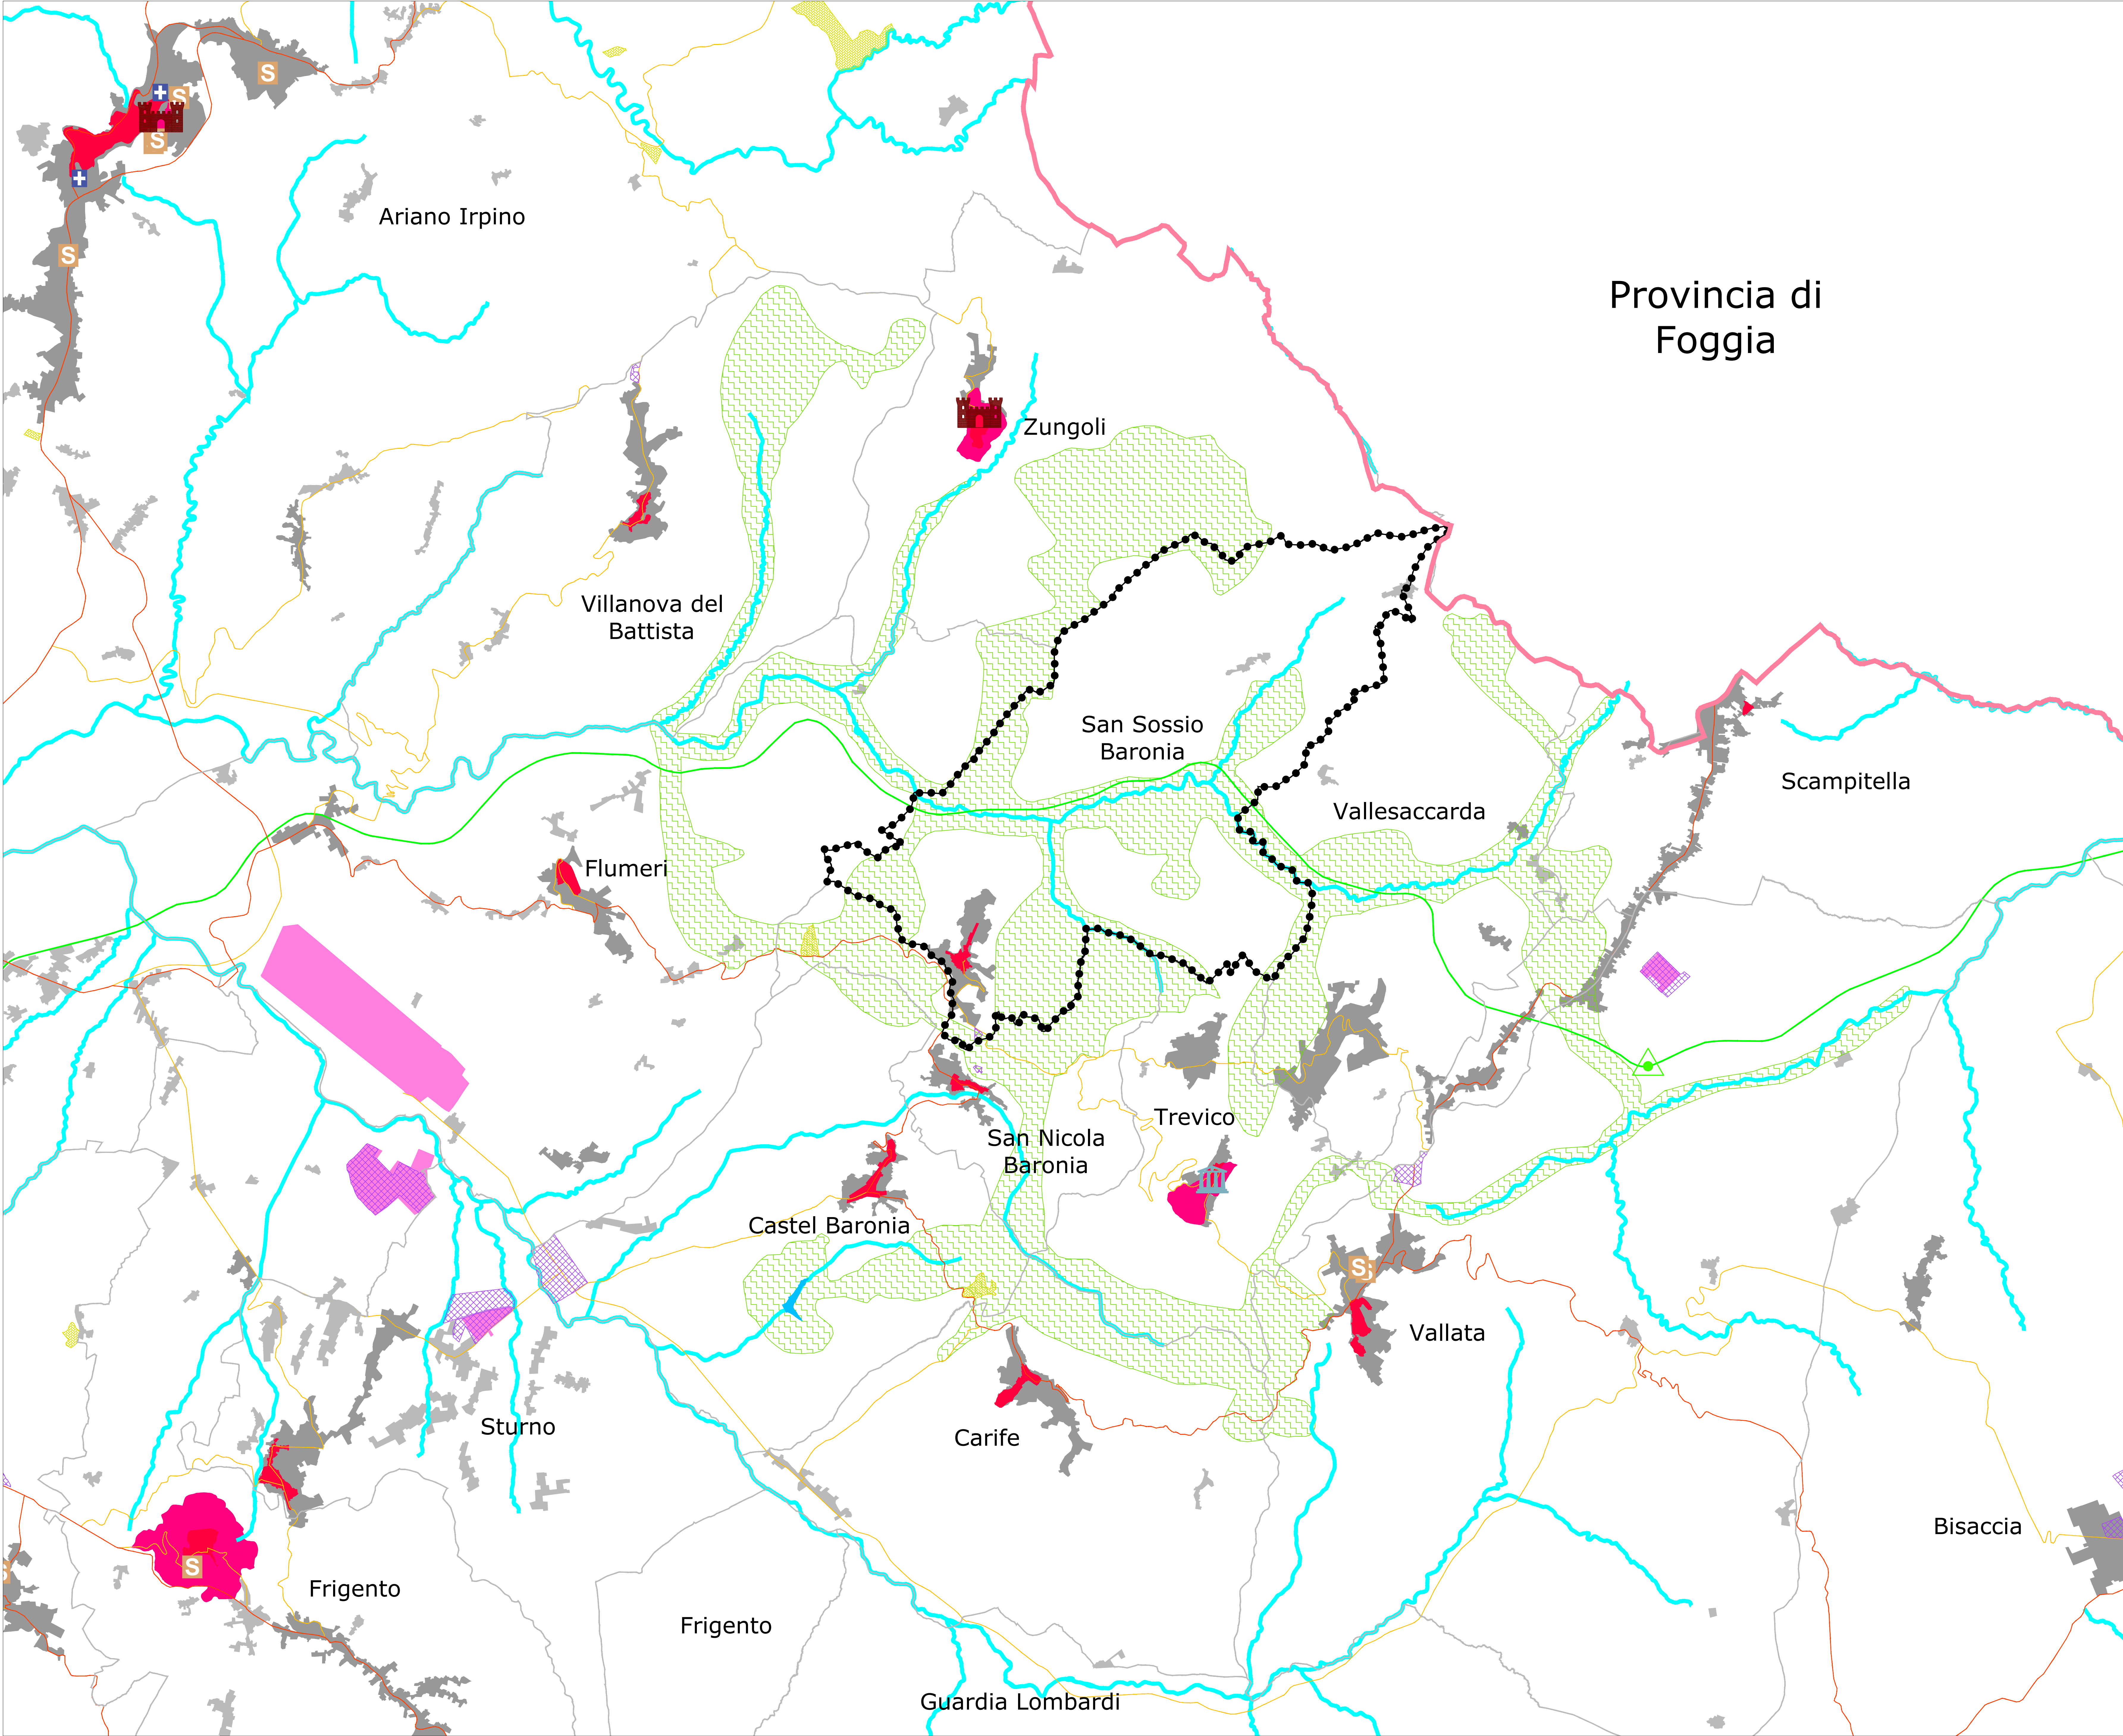 S
S
S
Ariano Irpino
S
Provincia di
Foggia
Zungoli
Villanova del
Battista
San Sossio
Baronia
Scampitella
Vallesaccarda
Flumeri
Trevico
San Nicola
Baronia
Castel Baronia
S
Vallata
Sturno
Carife
Bisaccia
S
Frigento
Frigento
Guardia Lombardi